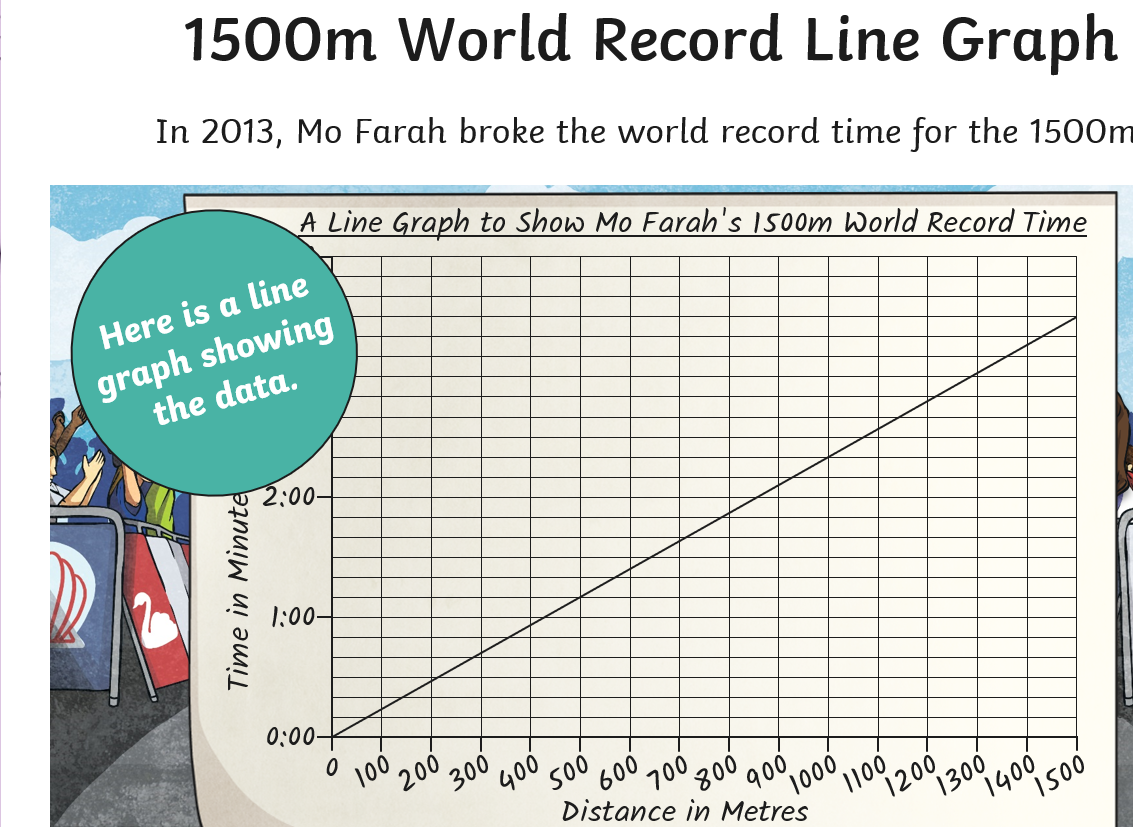 1500m World Record Line Graph
In 2013, Mo Farah broke the world record time for the 1500m
A Line Graph to Show Mo Farah's 1500m World Record Time
Here is a line
graph showing
the data.
Time in Minute
2:00
1:00
0:00
0 100 200 300 400 500 600 700 800 900 1000 1100 1200 1300 1400 1500
Distance in Metres